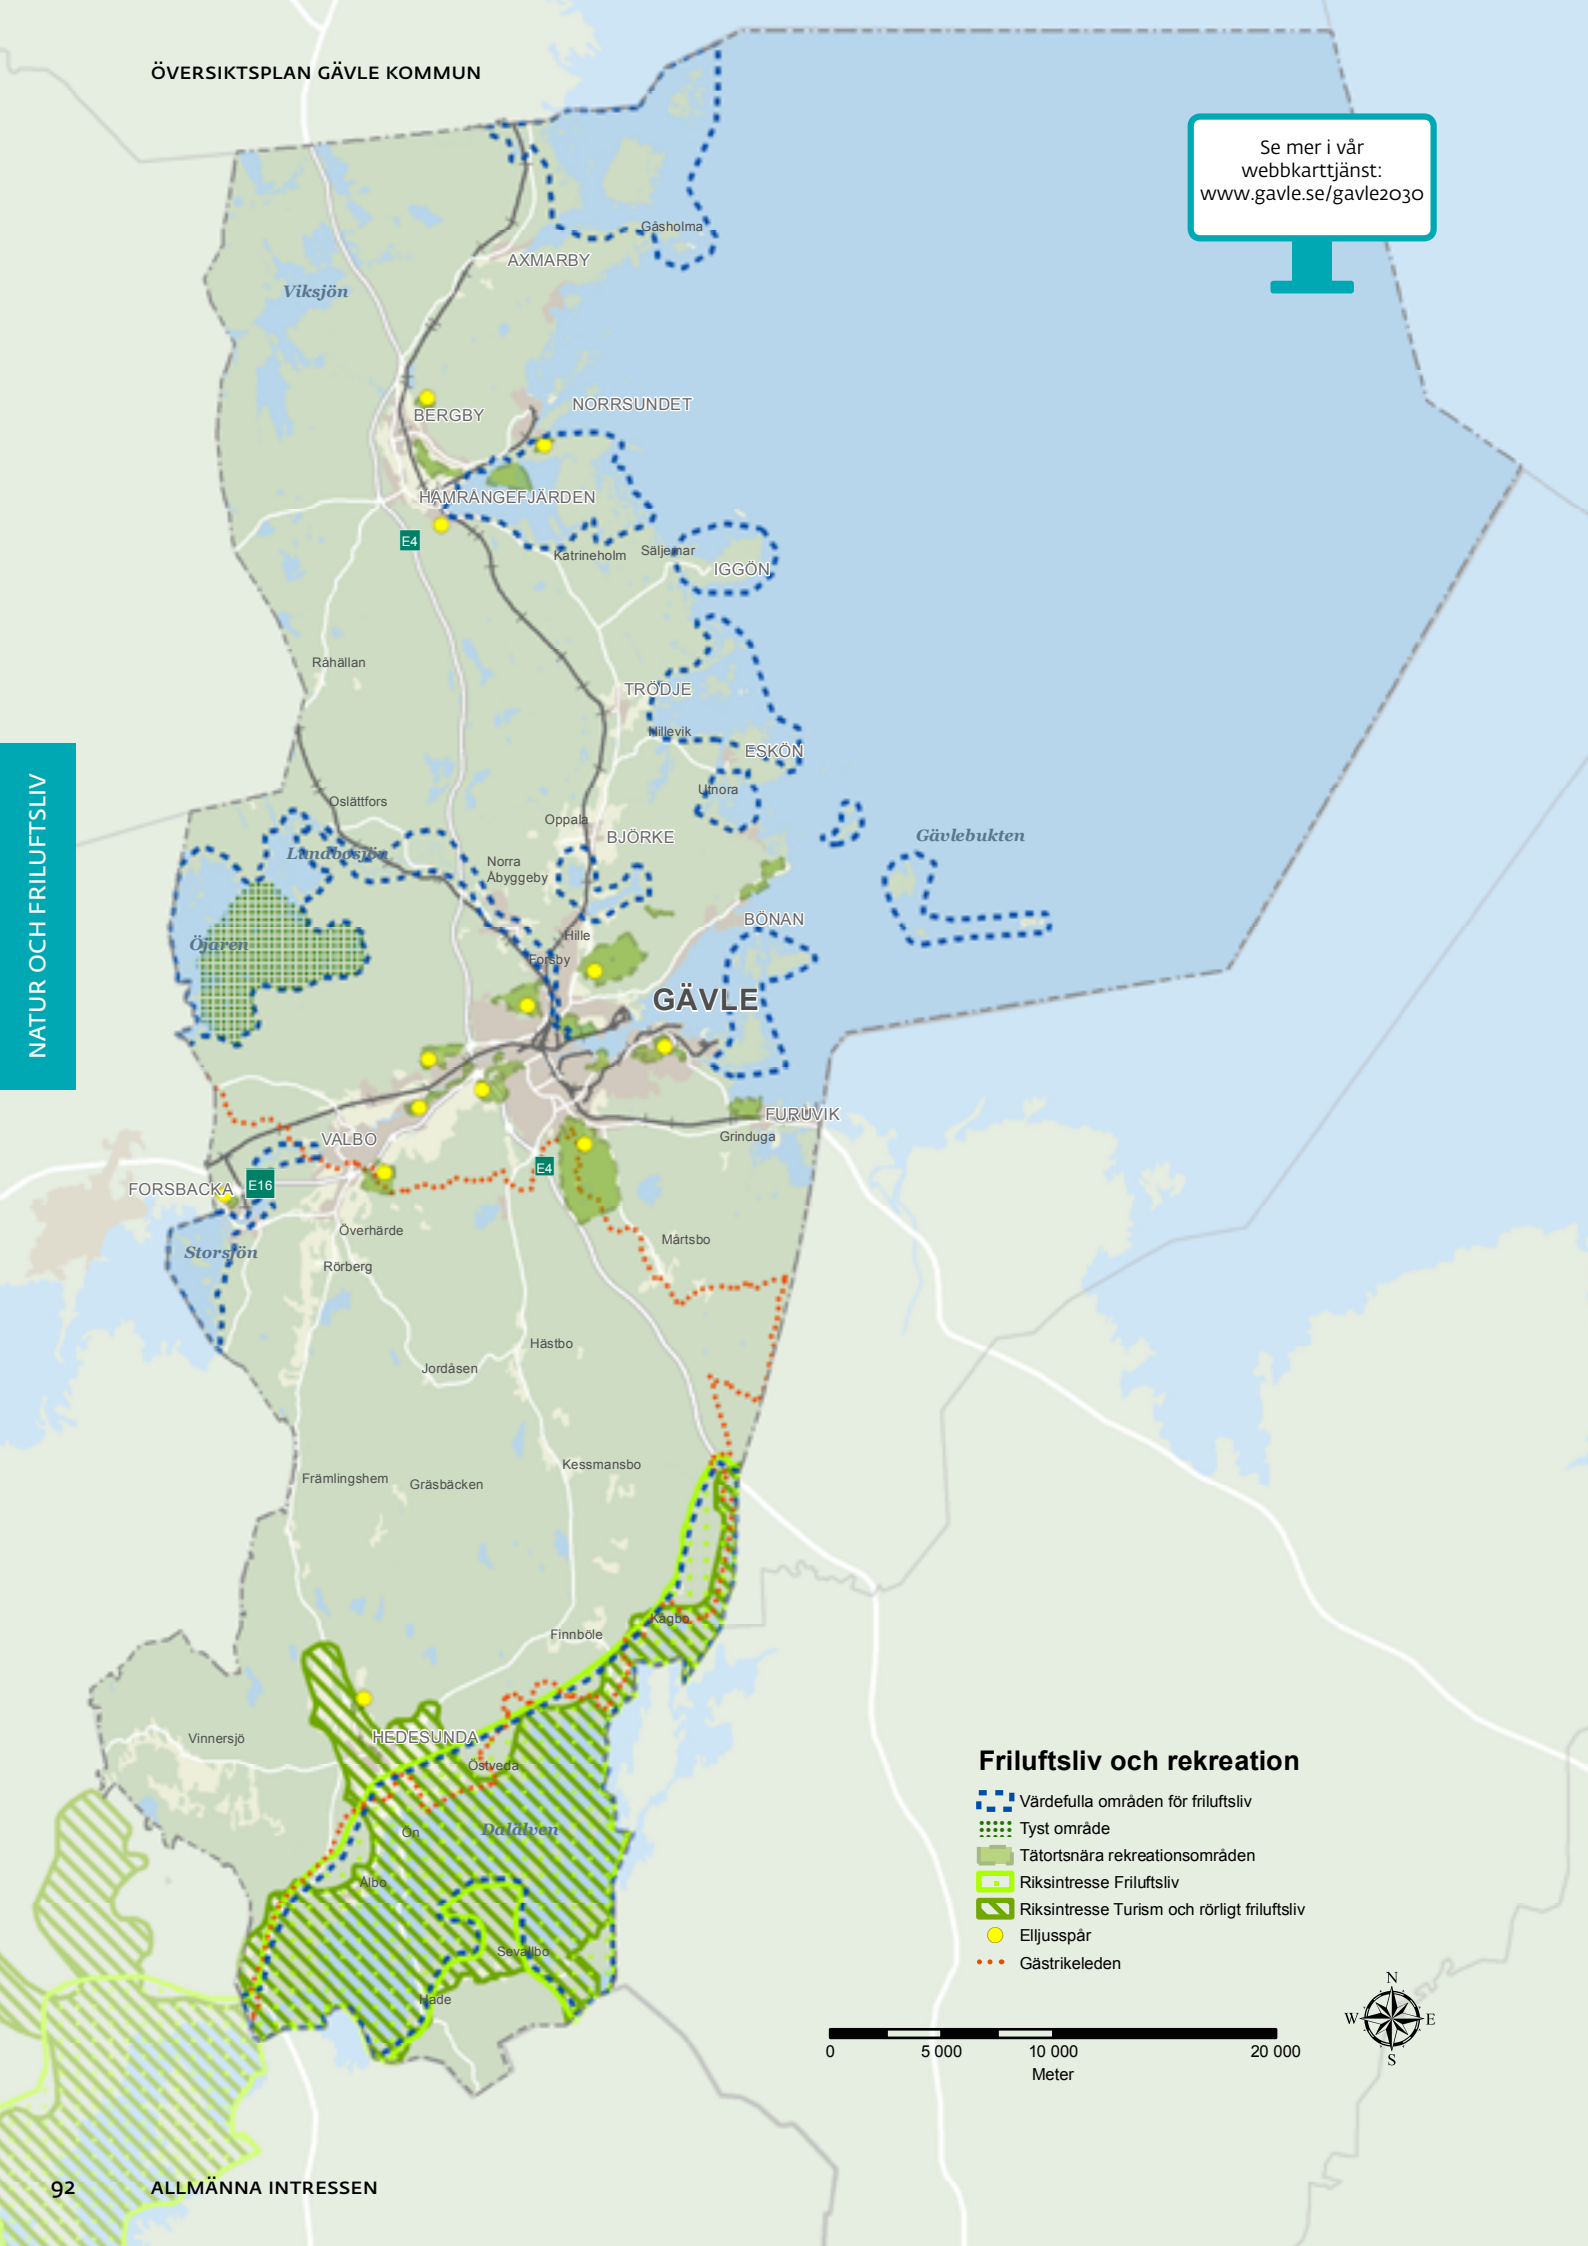 ÖVERSIKTSPLAN GÄVLE KOMMUN
Se mer i vår
webbkarttjänst:
www.gavle.se/gavle2030
Gåsholma
AXMARBY
Viksjön
NORRSUNDET
BERGBY
HAMRÅNGEFJÄRDEN
E4
Katrineholm
Säljemar
IGGÖN
Råhällan
TRÖDJE
Hillevik
ESKÖN
Utnora
Oslättfors
Oppala
BJÖRKE
Gävlebukten
Lundbosjön
Norra
Åbyggeby
BÖNAN
Hille
Öjaren
Forsby
GÄVLE
NATUR OCH FRILUFTSLIV
FURUVIK
Grinduga
VALBO
E4
FORSBACKA
E16
Överhärde
Mårtsbo
Storsjön
Rörberg
Hästbo
Jordåsen
Kessmansbo
Främlingshem
Gräsbäcken
Kågbo
Finnböle
Vinnersjö
HEDESUNDA
Östveda
Ön
Dalälven
Ålbo
Sevallbo
Hade
Friluftsliv och rekreation
Värdefulla områden för friluftsliv
Tyst område
Tätortsnära rekreationsområden
Riksintresse Friluftsliv
Riksintresse Turism och rörligt friluftsliv
Elljusspår
Gästrikeleden
N
W E
S
0 5 000 10 000 20 000
Meter
92 ALLMÄNNA INTRESSEN